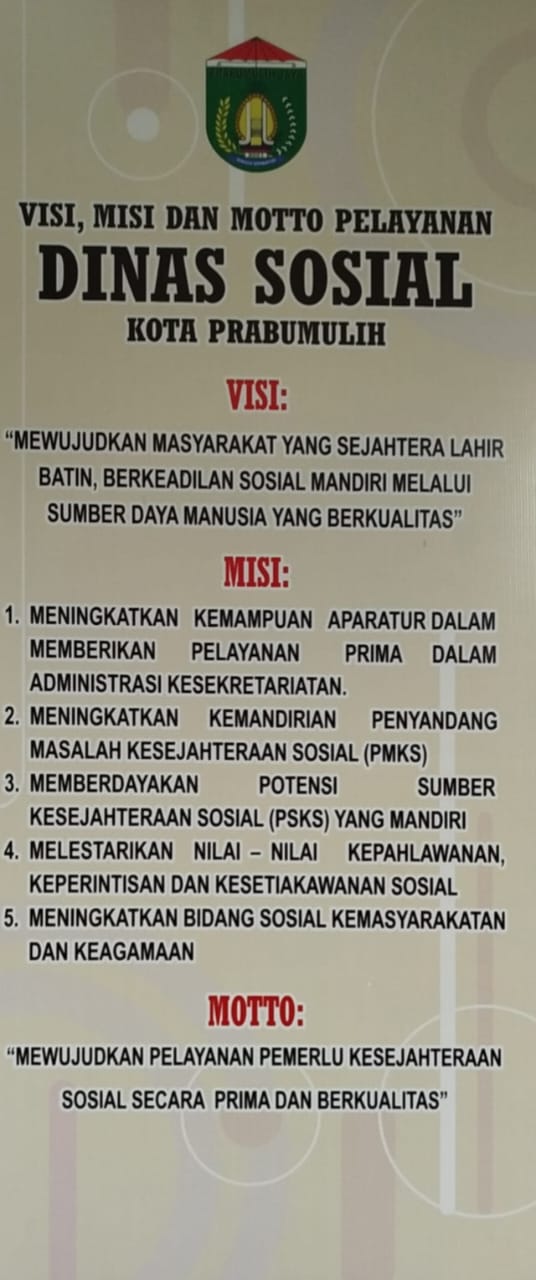 VISI, MISI DAN MOTTO PELAYANAN
DINAS SOSIAL
KOTA PRABUMULIH
VISI:
“MEWUJUDKAN MASYARAKAT YANG SEJAHTERA LAHIR
BATIN, BERKEADILAN SOSIAL MANDIRI MELALUI
SUMBER DAYA MANUSIA YANG BERKUALITAS”
MISI:
1. MENINGKATKAN KEMAMPUAN APARATUR DALAM
MEMBERIKAN PELAYANAN PRIMA DALAM
ADMINISTRASI KESEKRETARIATAN.
2. MENINGKATKAN KEMANDIRIAN PENYANDANG
MASALAH KESEJAHTERAAN SOSIAL (PMKS)
3. MEMBERDAYAKAN POTENSI SUMBER
KESEJAHTERAAN SOSIAL (PSKS) YANG MANDIRI
4. MELESTARIKAN NILAI – NILAI KEPAHLAWANAN,
KEPERINTISAN DAN KESETIAKAWANAN SOSIAL
5. MENINGKATKAN BIDANG SOSIAL KEMASYARAKATAN
DAN KEAGAMAAN
MOTTO:
“MEWUJUDKAN PELAYANAN PEMERLU KESEJAHTERAAN
SOSIAL SECARA PRIMA DAN BERKUALITAS”